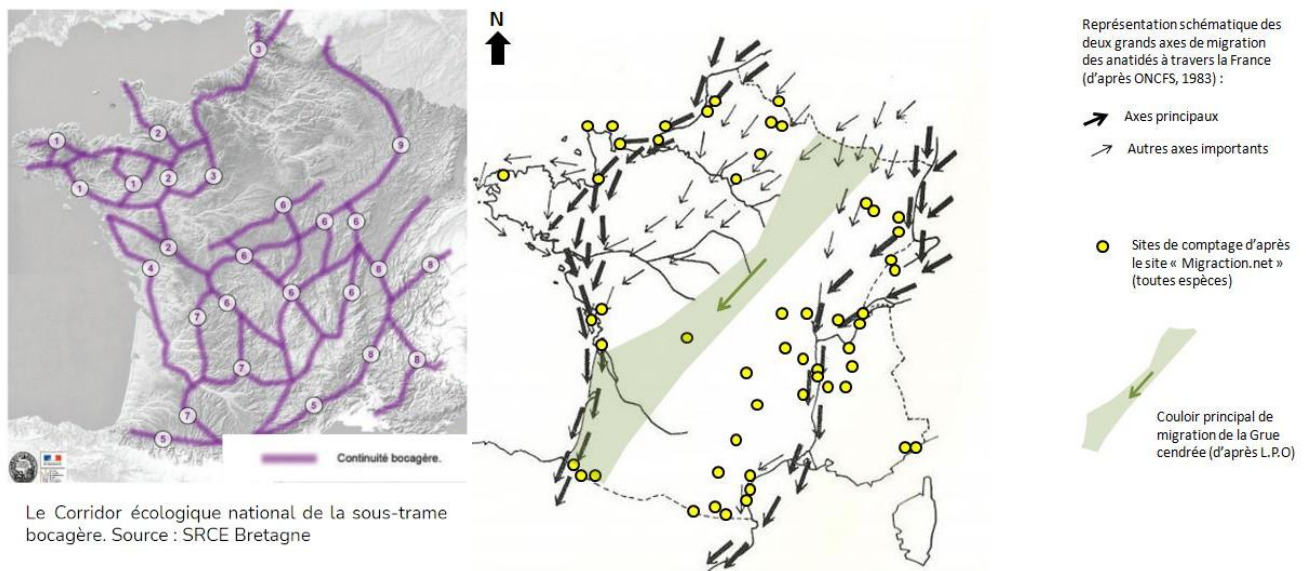 3
2
1
2
1
1
2
3
9
6
6
6
6
2
4
8
8
6
6
6
7
7
8
8
5
7
5
Continuité bocagère.
Le Corridor écologique national de la sous-trame
bocagère. Source : SRCE Bretagne
N
Représentation schématique des
deux grands axes de migration
des anatidés à travers la France
(d'après ONCFS, 1983) :
Axes principaux
Autres axes importants
Sites de comptage d'après
le site « Migraction.net »
(toutes espèces)
Couloir principal de
migration de la Grue
cendrée (d'après L.P.O)